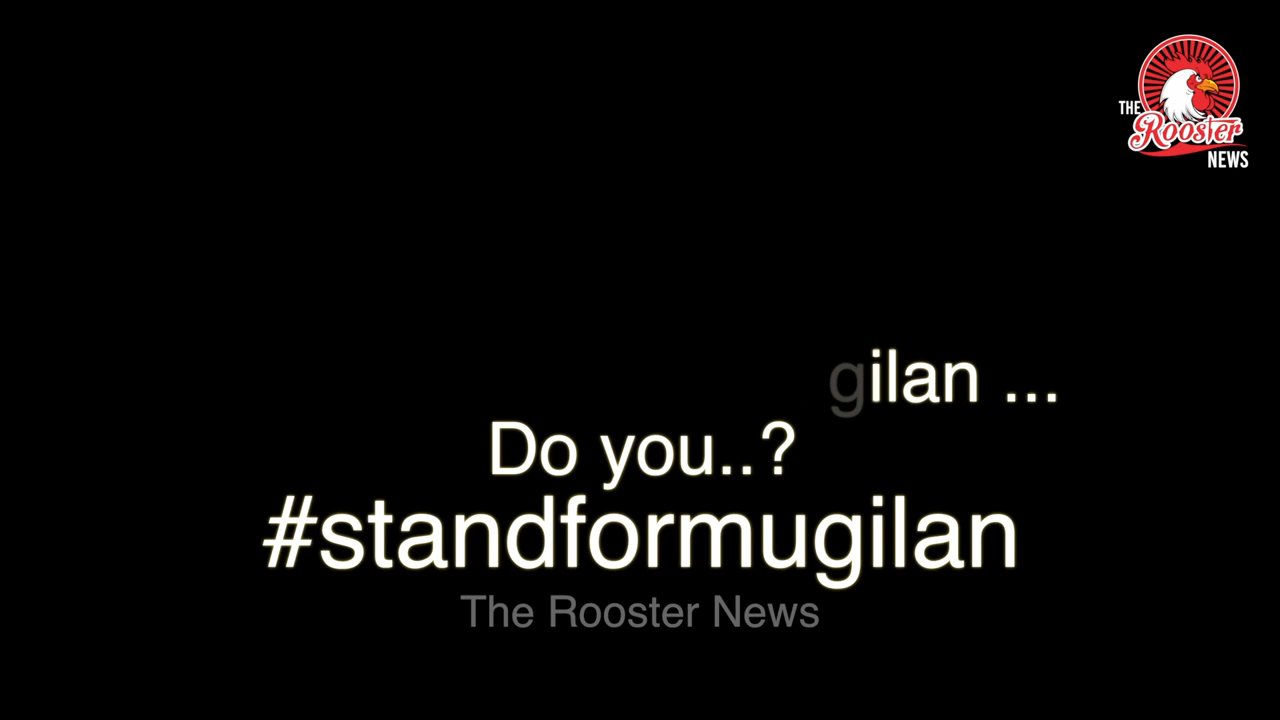 THE
Rooster
NEWS
gilan ...
Do you..?
#standformugilan
The Rooster News